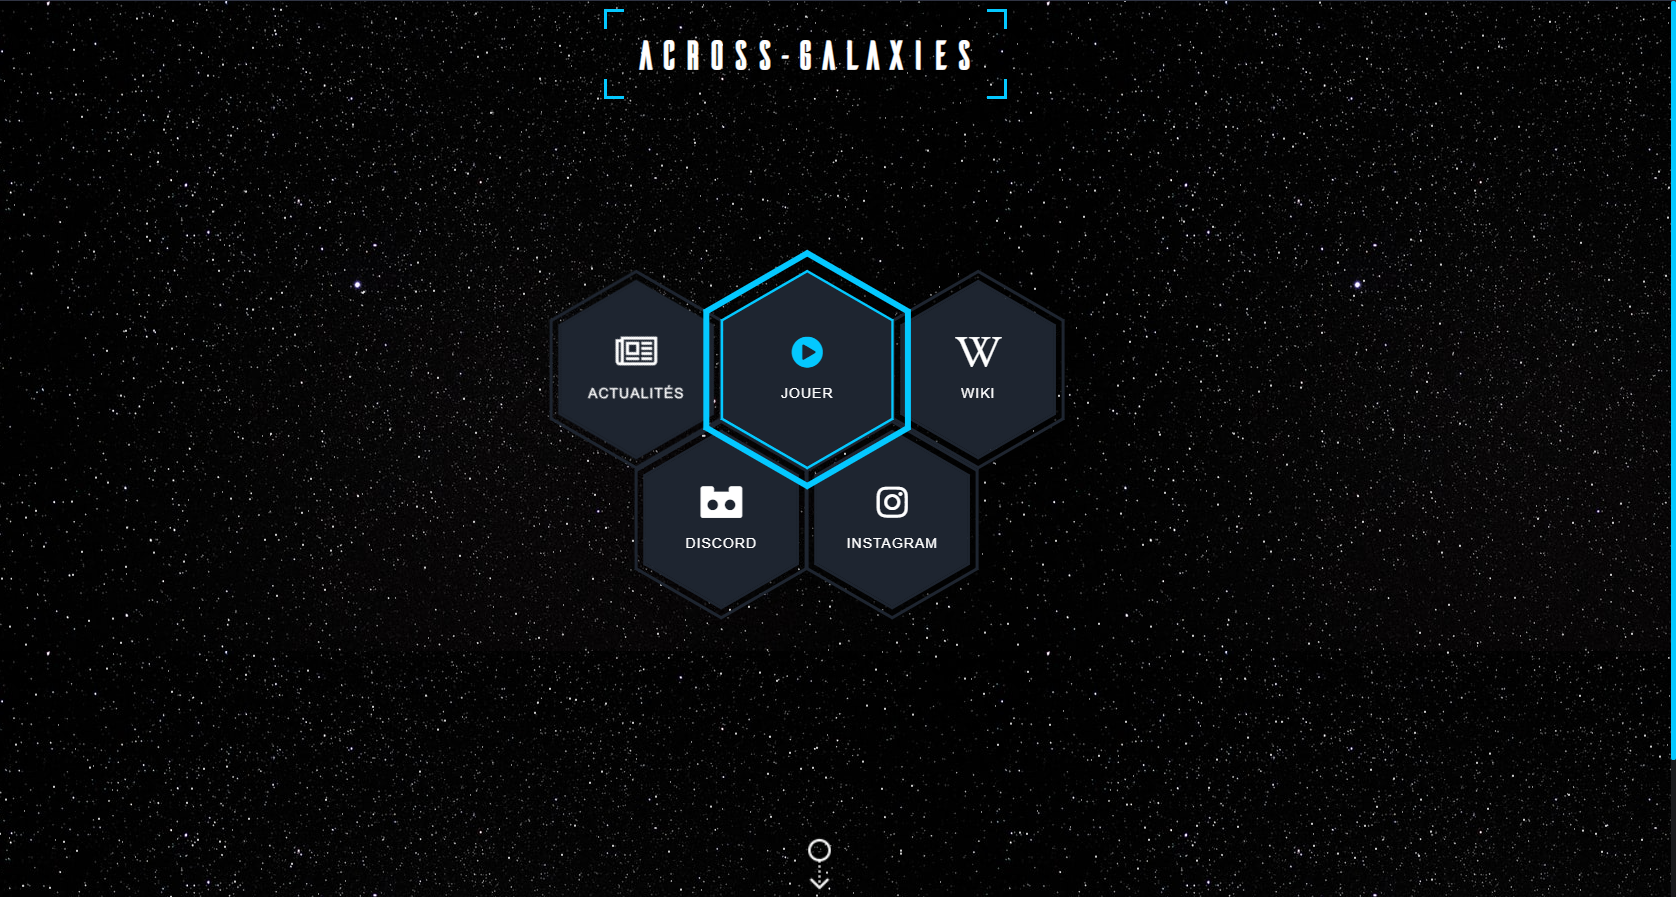 ACROSS-GALAXIES
ACTUALITÉS
JOUER
WIKI
DISCORD
INSTAGRAM